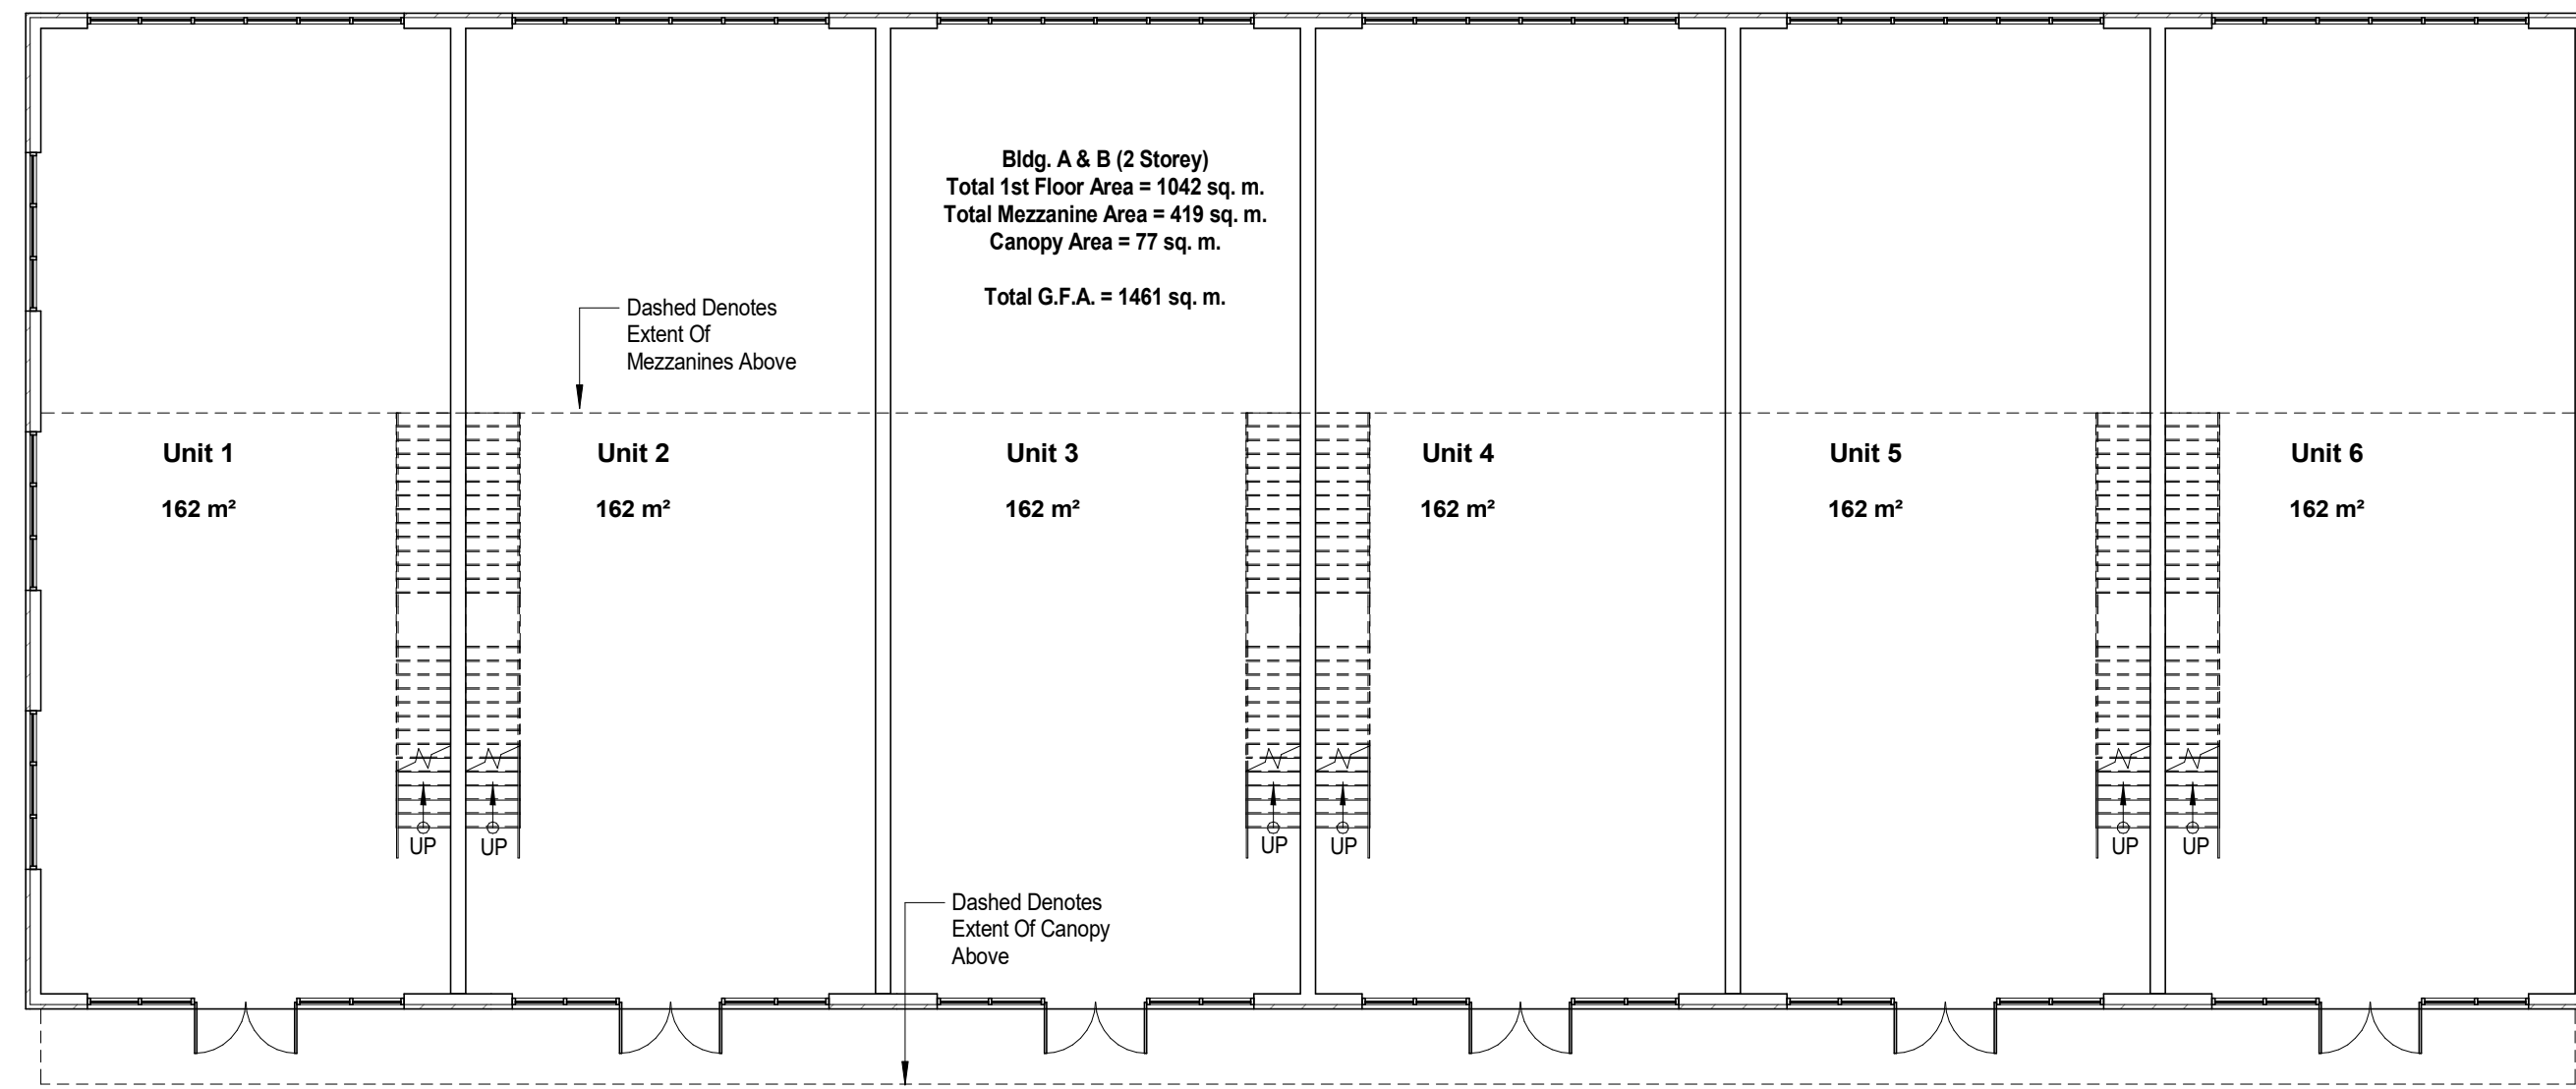 Bldg. A & B (2 Storey)
Total 1st Floor Area = 1042 sq. m.
Total Mezzanine Area = 419 sq. m.
Canopy Area = 77 sq. m.
Total G.F.A. = 1461 sq. m.
Dashed Denotes
Extent Of
Mezzanines Above
Unit 1
162 m²
Unit 2
162 m²
Unit 3
162 m²
Unit 4
162 m²
Unit 5
162 m²
Unit 6
162 m²
UP
UP
UP
UP
UP
UP
Dashed Denotes
Extent Of Canopy
Above